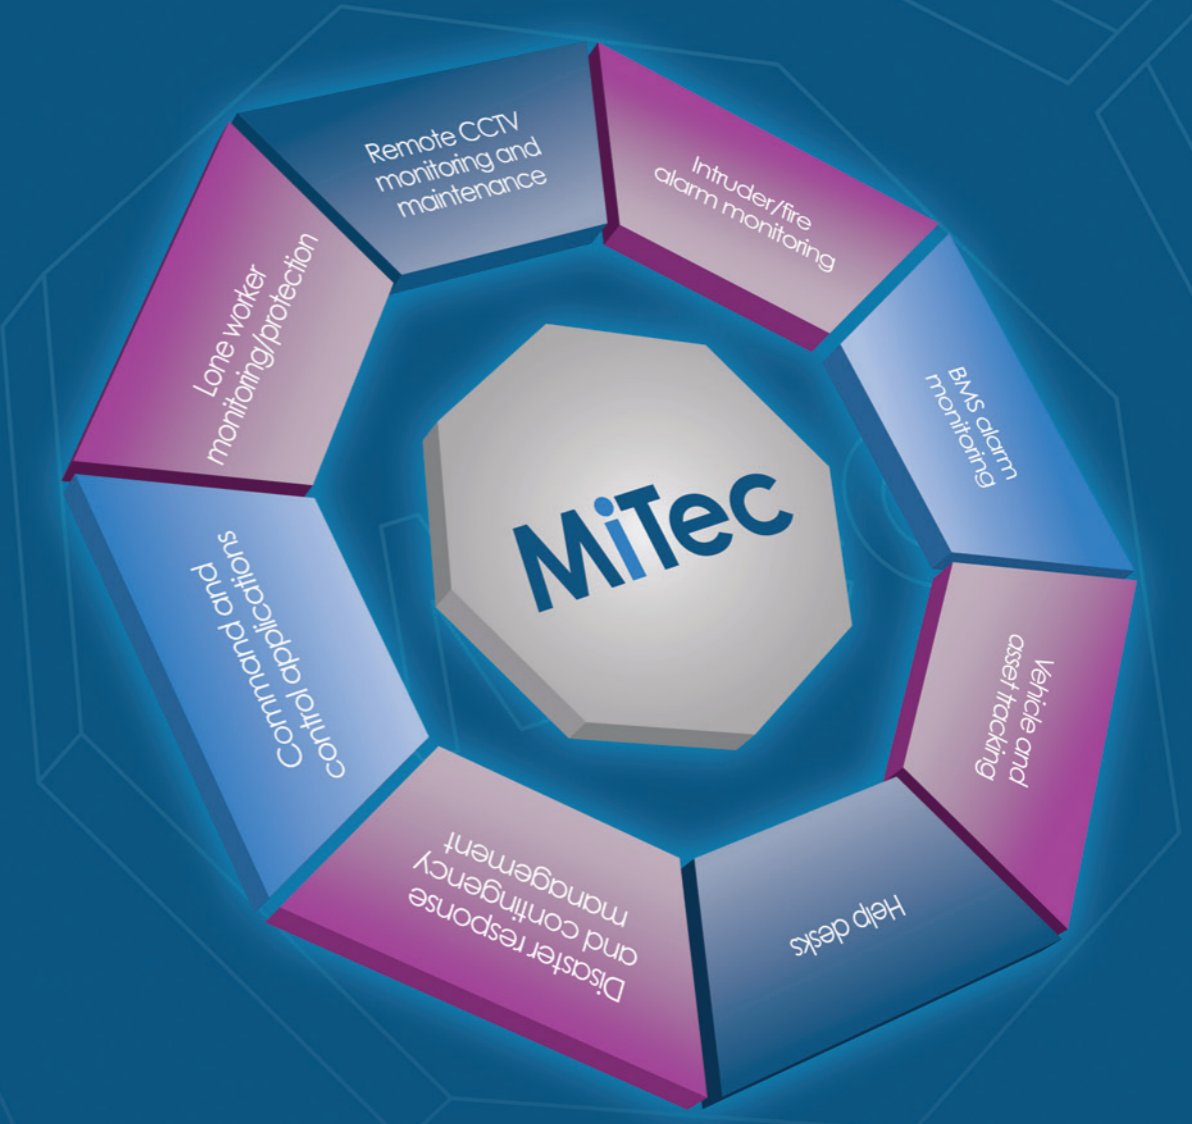 Remote CCTV
monitoring and
maintenance
Intruder/fire
alarm monitoring
BMS alarm
monitoring
Vehicle and
asset tracking
Help desks
Disaster response
and contingency
management
Command and
control applications
Lone worker
monitoring/protection
MiTec